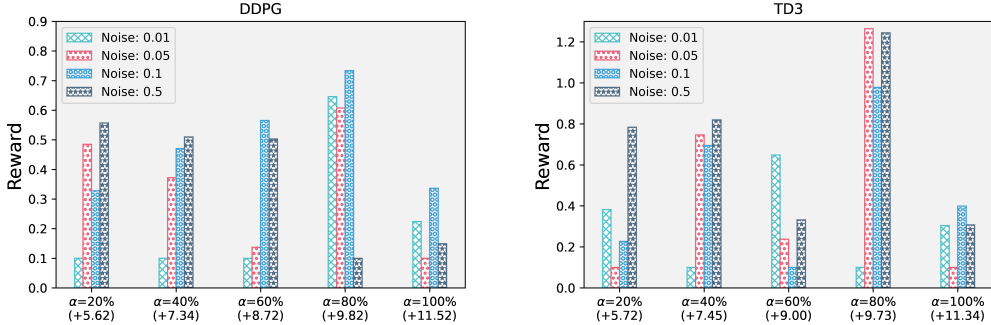 DDPG
Reward
0.9
0.8
0.7
0.6
0.5
0.4
0.3
0.2
0.1
0.0
Noise: 0.01
Noise: 0.05
Noise: 0.1
Noise: 0.5
α=20% α=40% α=60% α=80% α=100%
(+5.62) (+7.34) (+8.72) (+9.82) (+11.52)
TD3
Reward
1.2
1.0
0.8
0.6
0.4
0.2
0.0
Noise: 0.01
Noise: 0.05
Noise: 0.1
Noise: 0.5
α=20% α=40% α=60% α=80% α=100%
(+5.72) (+7.45) (+9.00) (+9.73) (+11.34)